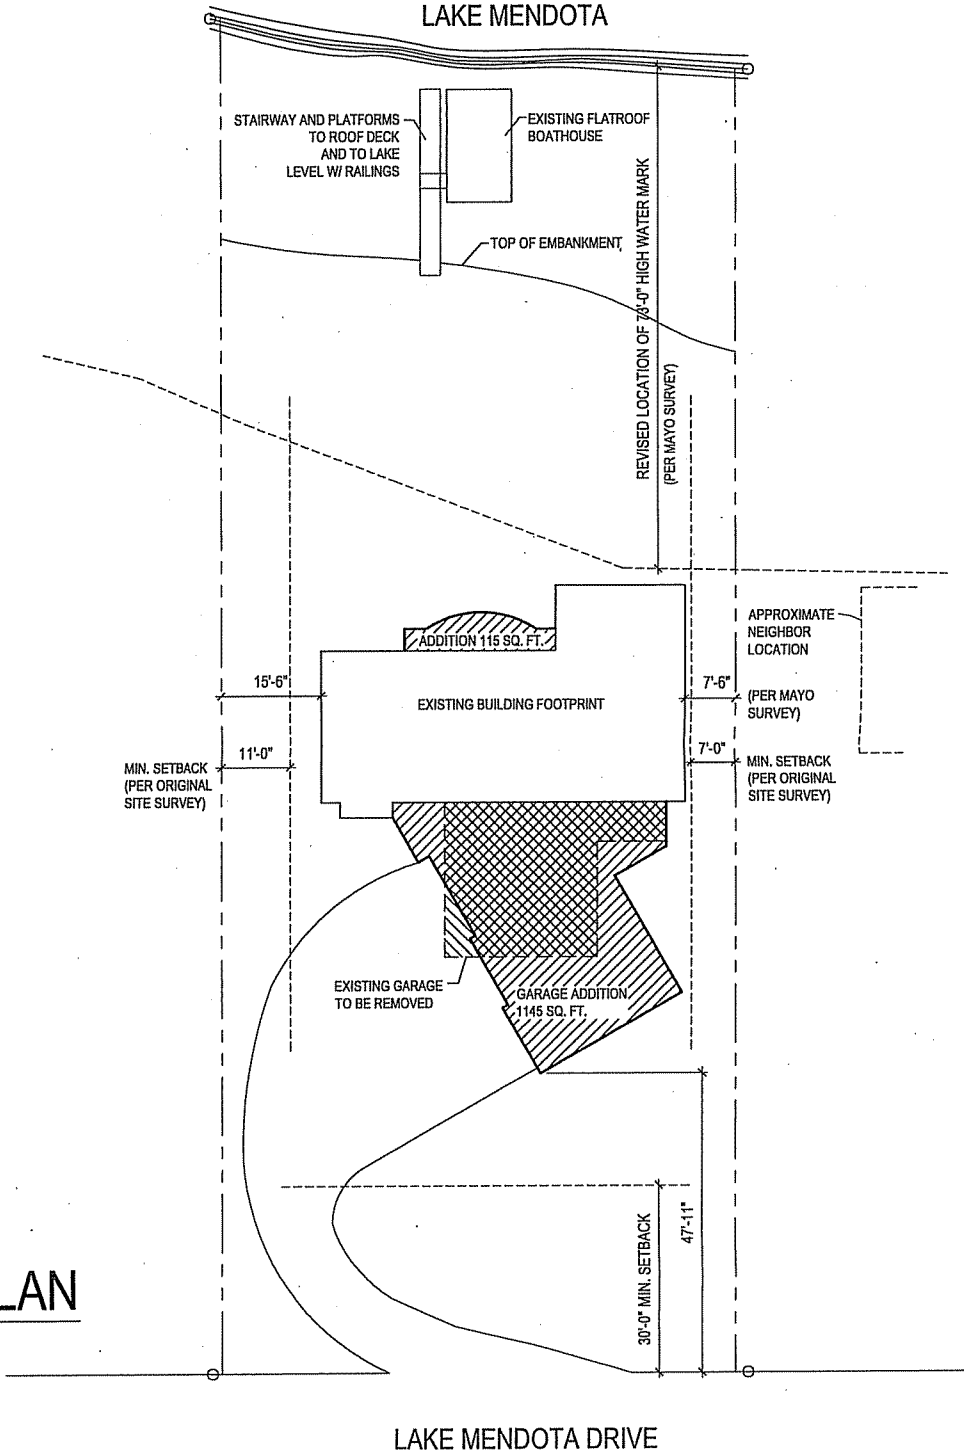 LAKE MENDOTA
STAIRWAY AND PLATFORMS
TO ROOF DECK
AND TO LAKE
LEVEL W/ RAILINGS
EXISTING FLATROOF
BOATHOUSE
TOP OF EMBANKMENT
REVISED LOCATION OF 73'-0" HIGH WATER MARK
(PER MAYO SURVEY)
ADDITION 115 SQ. FT.
APPROXIMATE
NEIGHBOR
LOCATION
15'-6"
EXISTING BUILDING FOOTPRINT
7'-6"
(PER MAYO
SURVEY)
11'-0"
MIN. SETBACK
(PER ORIGINAL
SITE SURVEY)
7'-0"
MIN. SETBACK
(PER ORIGINAL
SITE SURVEY)
EXISTING GARAGE
TO BE REMOVED
GARAGE ADDITION
1145 SQ. FT.
30'-0" MIN. SETBACK
47'-11"
LAN
LAKE MENDOTA DRIVE